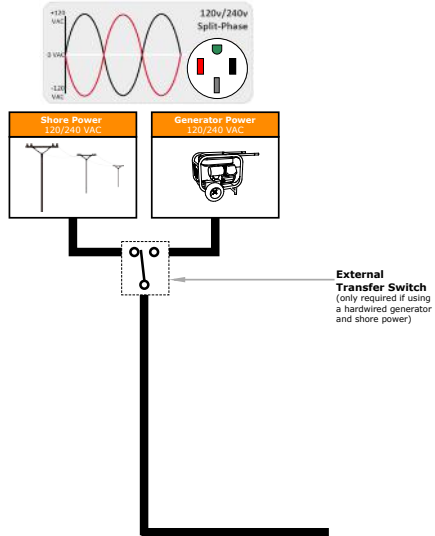 +120
VAC
120v/240v
Split-Phase
-0 VAC
-120
VAC
Shore Power
120/240 VAC
Generator Power
120/240 VAC
External
Transfer Switch
(only required if using
a hardwired generator
and shore power)